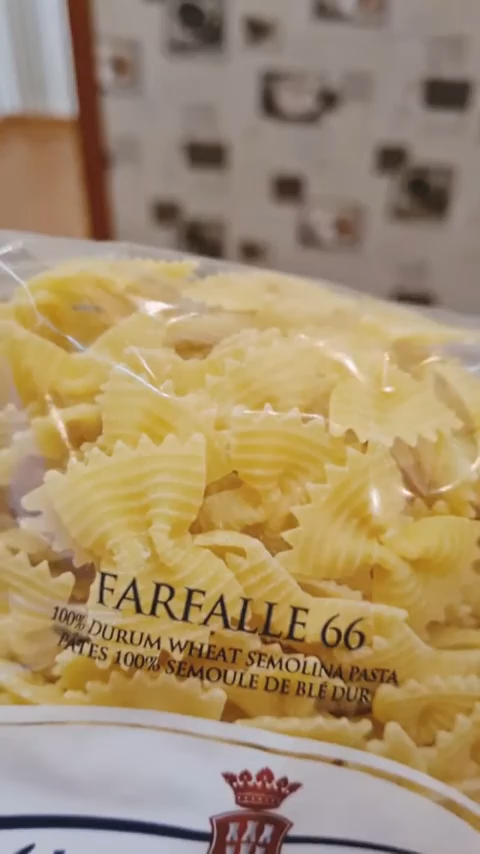 FARFALLE 66
100% DURUM WHEAT SEMOLINA PASTA
PÂTES 100% SEMOULE DE BLÉ DUR